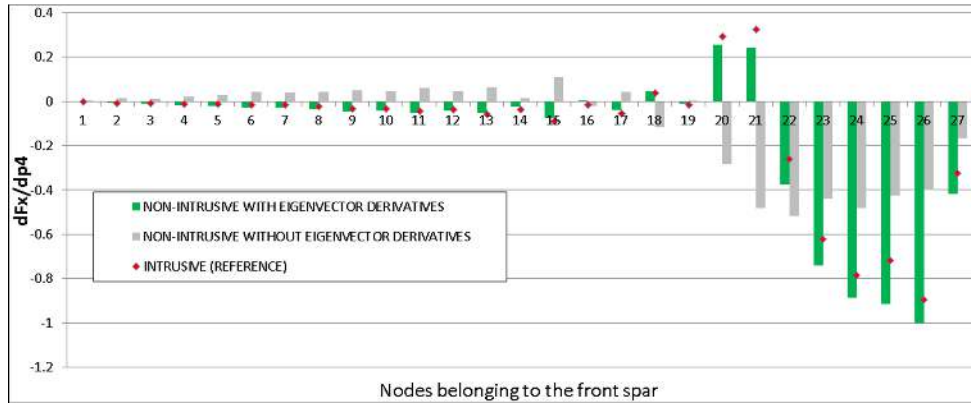 0.4
0.2
0
-0.2
-0.4
-0.6
-0.8
-1
-1.2
dFx/dp4
1 2 3 4 5 6 7 8 9 10 11 12 13 14 15 16 17 18 19 20 21 22 23 24 25 26 27
NON-INTRUSIVE WITH EIGENVECTOR DERIVATIVES
NON-INTRUSIVE WITHOUT EIGENVECTOR DERIVATIVES
INTRUSIVE (REFERENCE)
Nodes belonging to the front spar